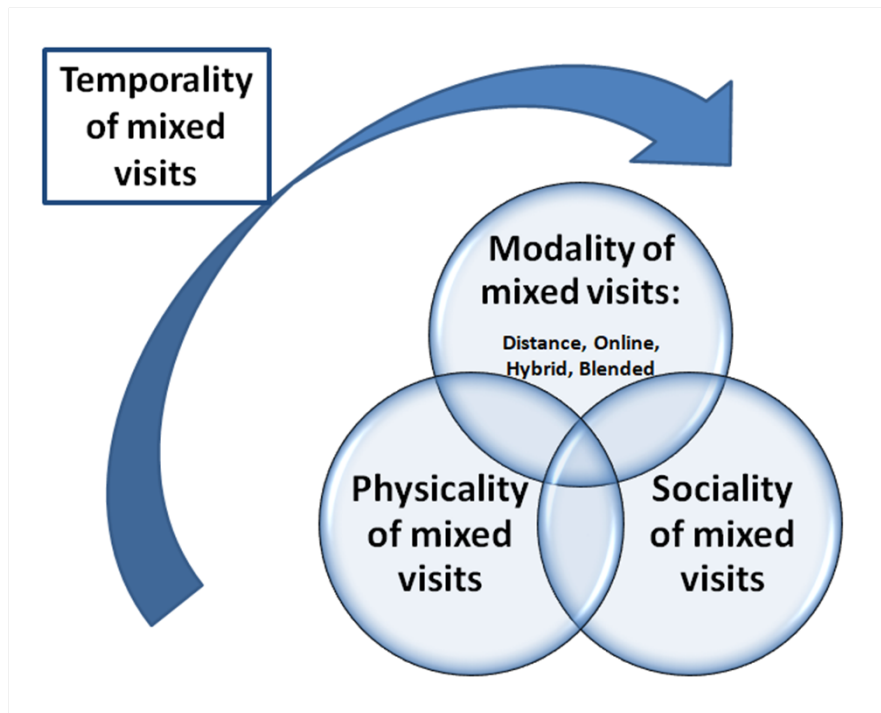 Temporality
of mixed
visits
Modality of
mixed visits:
Distance, Online,
Hybrid, Blended
Physicality
of mixed
visits
Sociality
of mixed
visits